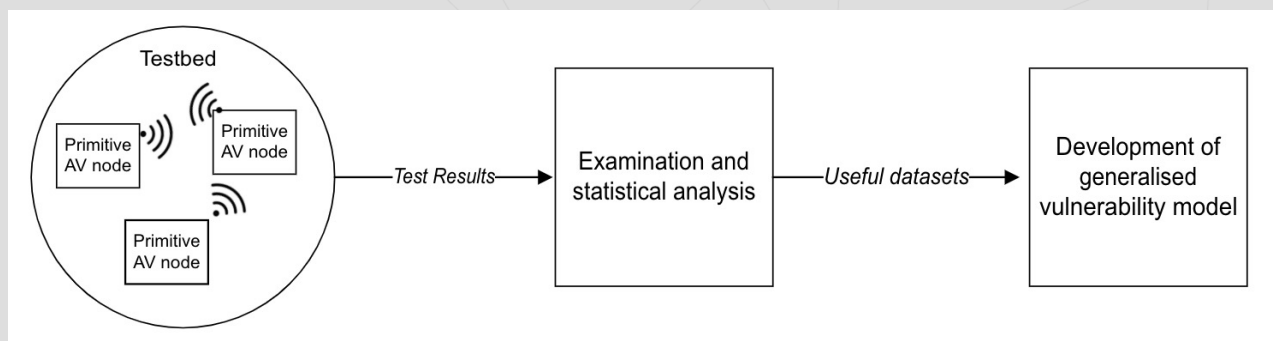 Testbed
Primitive
AV node
Primitive
AV node
Primitive
AV node
Test Results
Examination and
statistical analysis
Useful datasets
Development of
generalised
vulnerability model